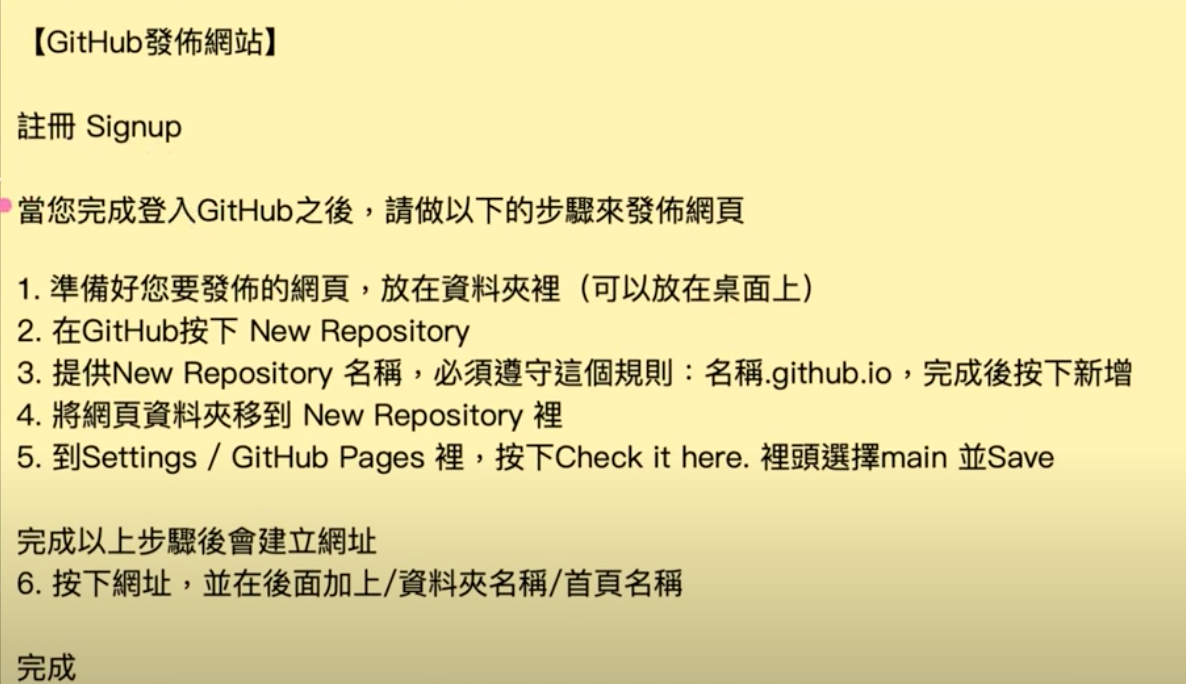 【GitHub發佈網站】
註冊 Signup
當您完成登入GitHub之後，請做以下的步驟來發佈網頁
1. 準備好您要發佈的網頁，放在資料夾裡（可以放在桌面上）
2. 在GitHub按下 New Repository
3. 提供New Repository 名稱，必須遵守這個規則：名稱.github.io，完成後按下新增
4. 將網頁資料夾移到 New Repository 裡
5. 到Settings / GitHub Pages 裡，按下Check it here. 裡頭選擇main 並Save
完成以上步驟後會建立網址
6. 按下網址，並在後面加上/資料夾名稱/首頁名稱
完成